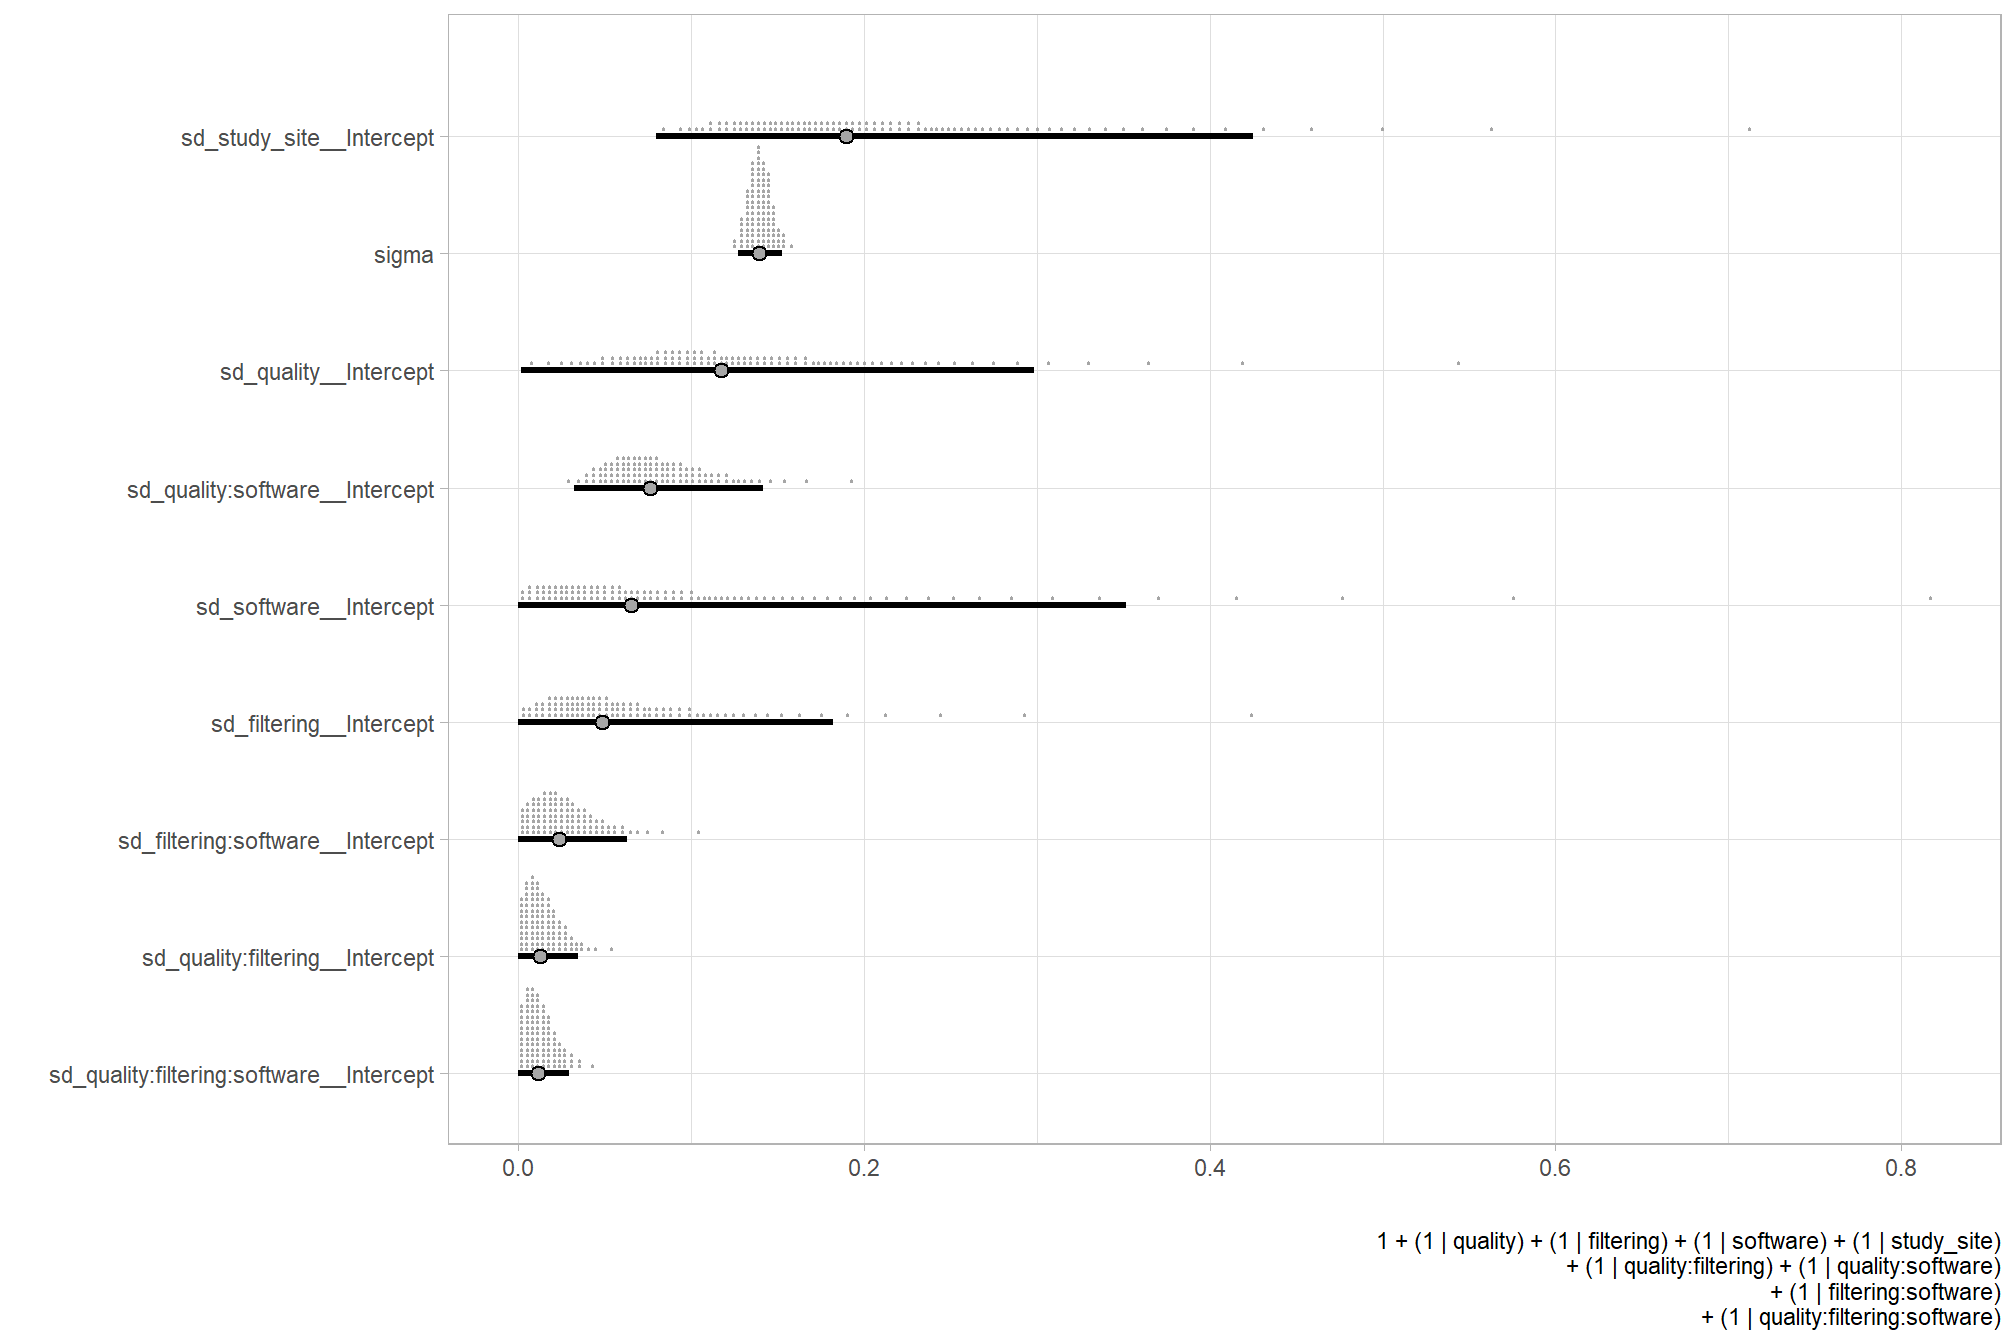 sd_study_site__Intercept
sigma
sd_quality__Intercept
sd_quality:software__Intercept
sd_software__Intercept
sd_filtering__Intercept
sd_filtering:software__Intercept
sd_quality:filtering__Intercept
sd_quality:filtering:software__Intercept
0.0 0.2 0.4 0.6 0.8
1 + (1 | quality) + (1 | filtering) + (1 | software) + (1 | study_site)
+ (1 | quality:filtering) + (1 | quality:software)
+ (1 | filtering:software)
+ (1 | quality:filtering:software)